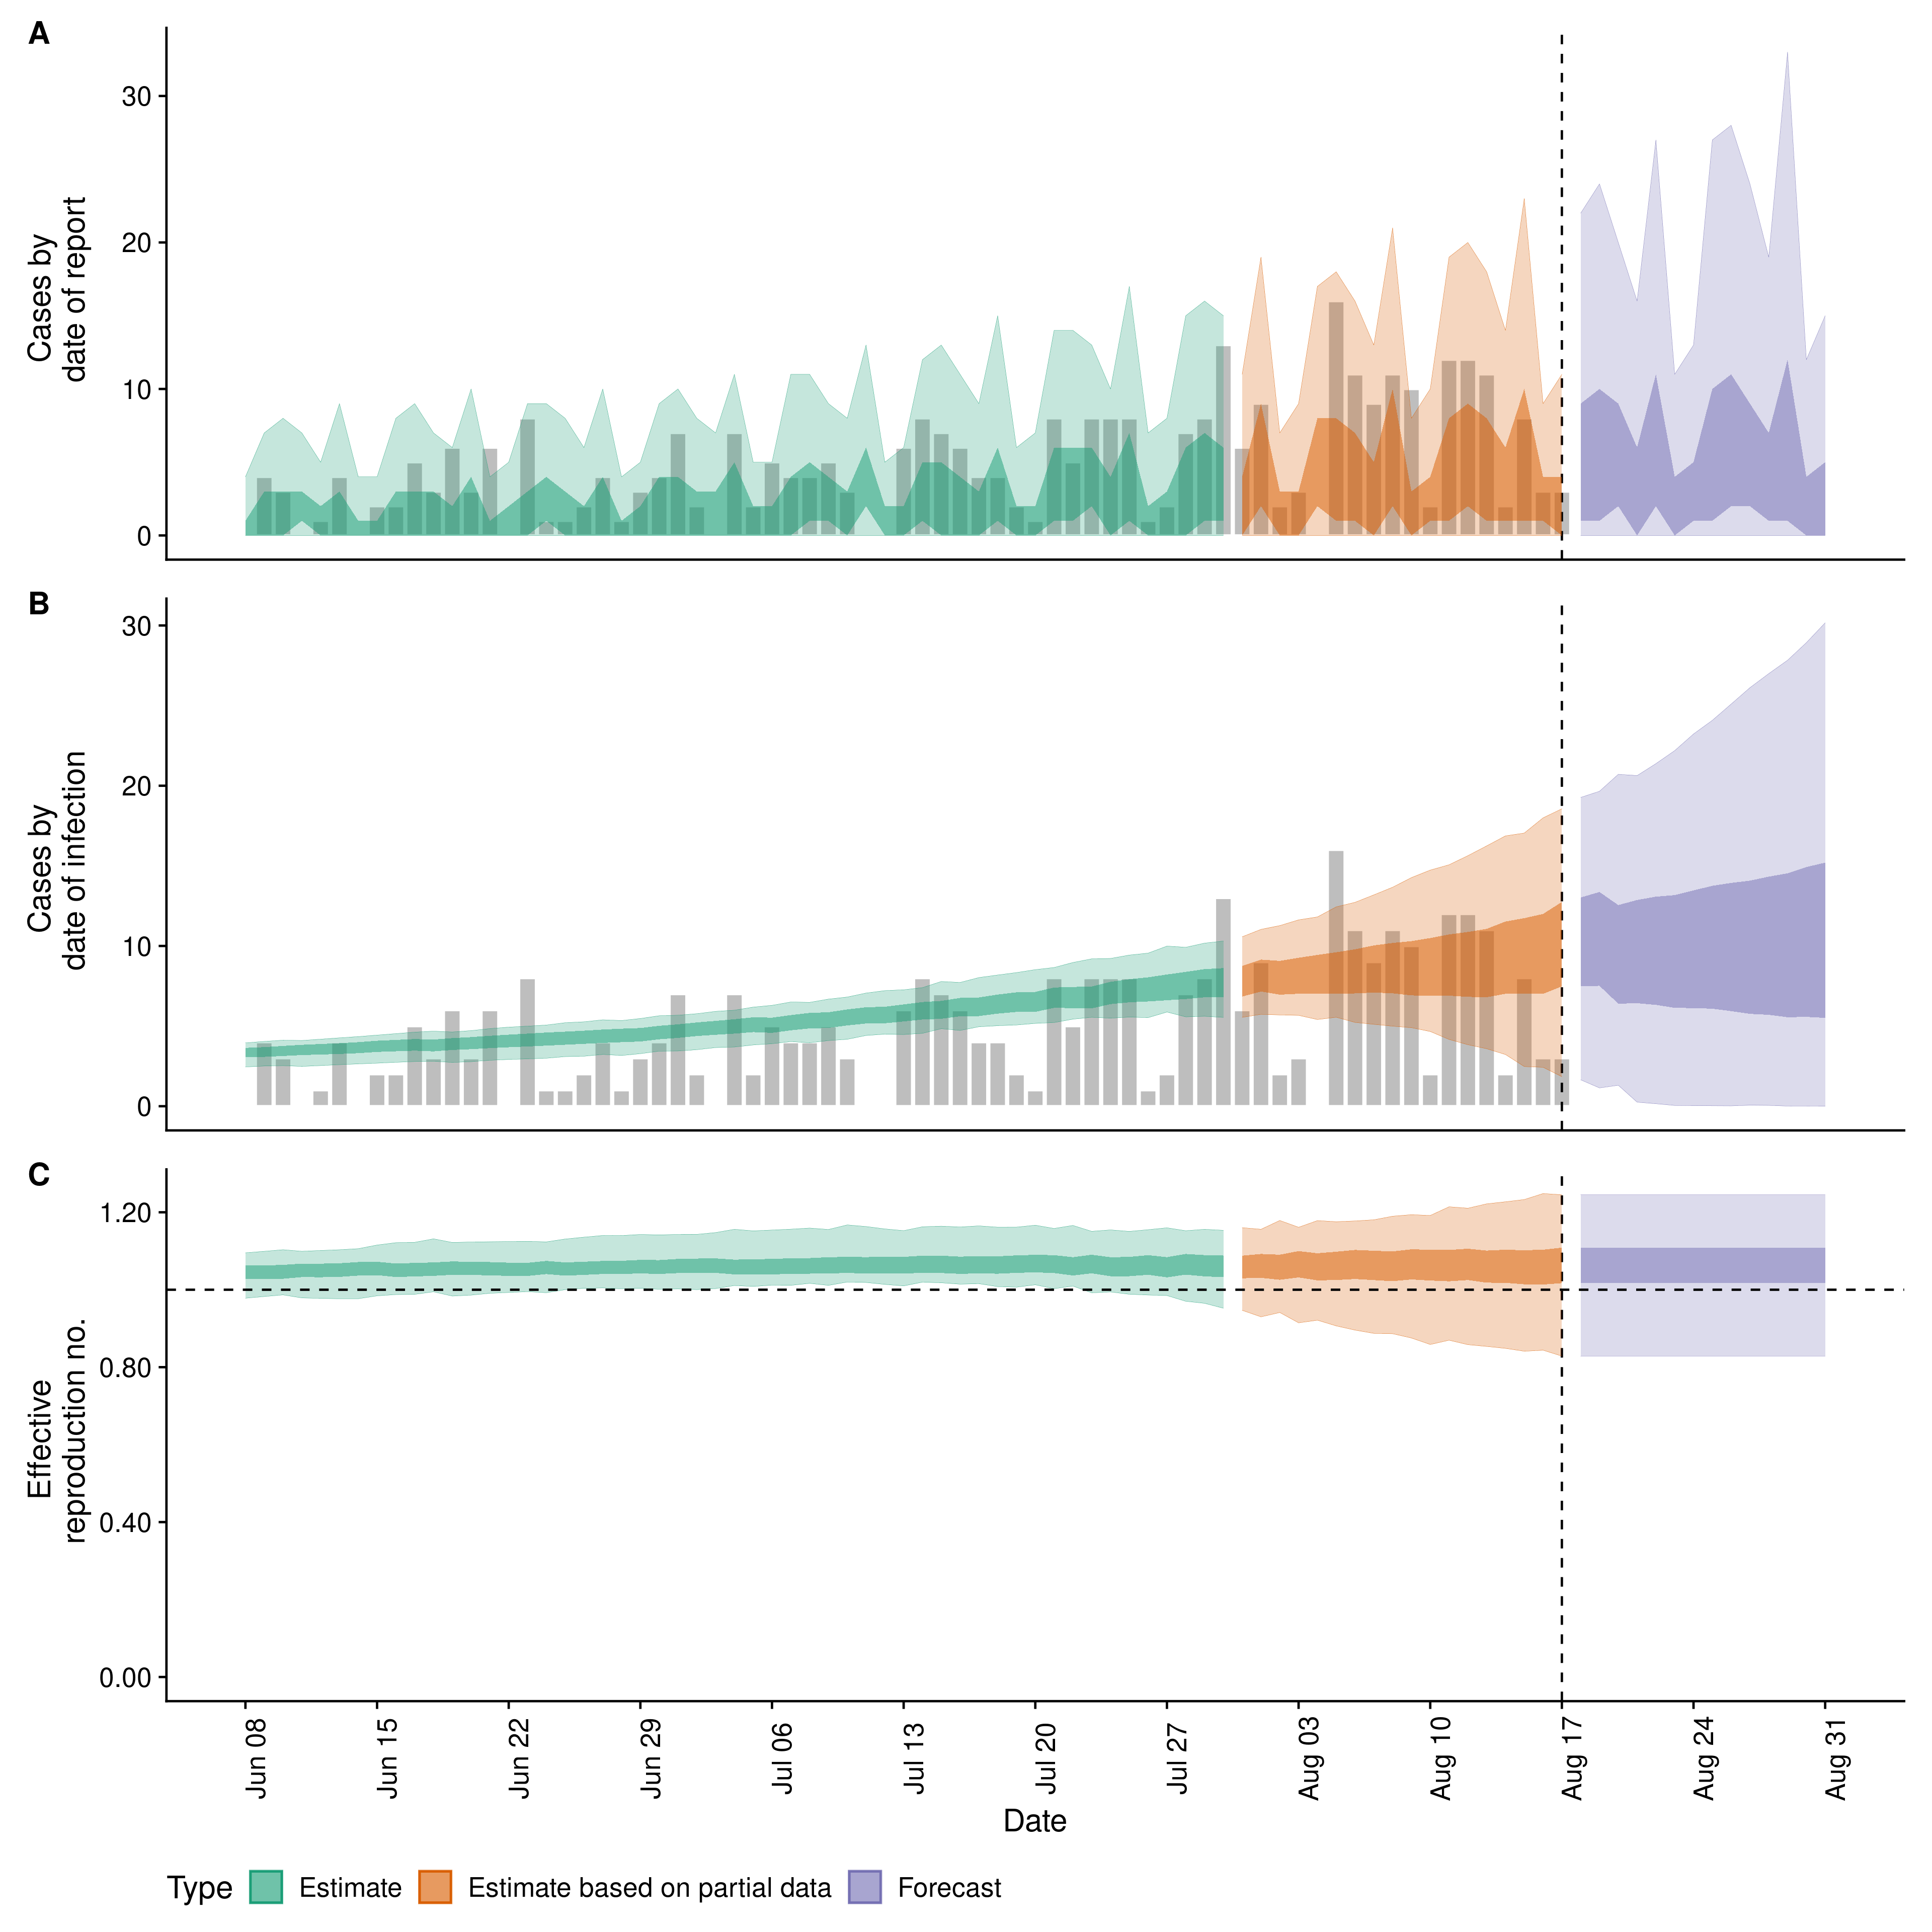 A
30
20
10
0
Cases by
date of report
B
30
20
10
0
Cases by
date of infection
C
1.20
0.80
0.40
0.00
Effective
reproduction no.
Jun 08
Jun 15
Jun 22
Jun 29
Jul 06
Jul 13
Jul 20
Jul 27
Aug 03
Aug 10
Aug 17
Aug 24
Aug 31
Date
Type Estimate Estimate based on partial data Forecast